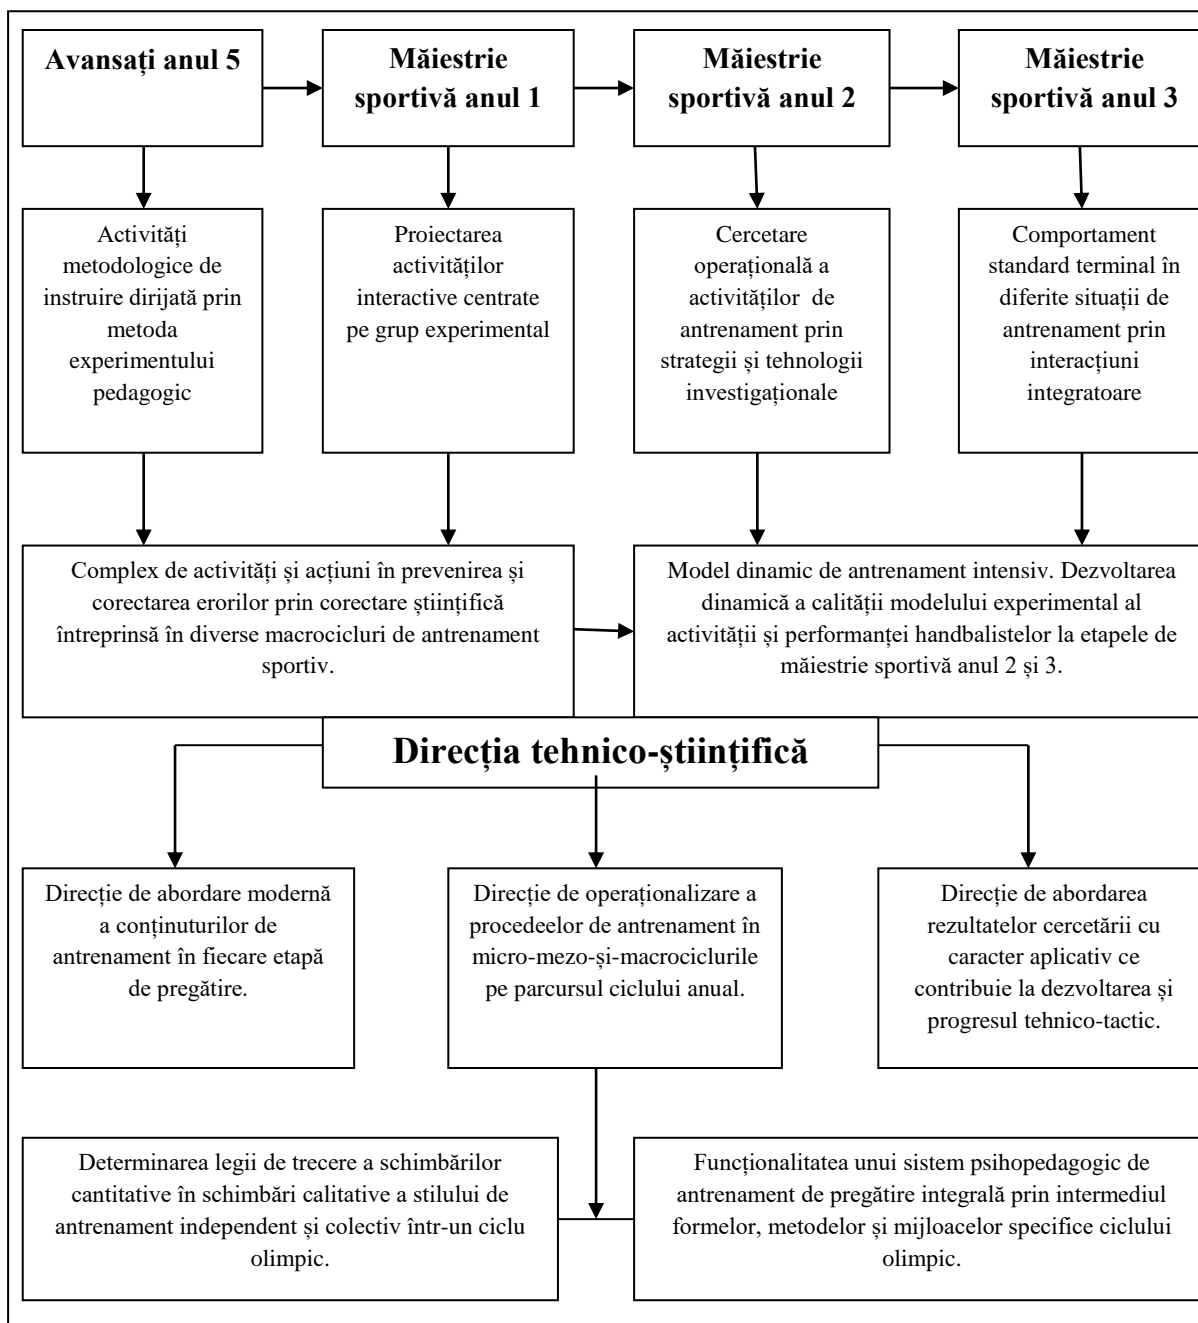 Avansați anul 5
Măiestrie
sportivă anul 1
Măiestrie
sportivă anul 2
Măiestrie
sportivă anul 3
Activități
metodologice de
instruire dirijată prin
metoda
experimentului
pedagogic
Proiectarea
activităților
interactive centrate
pe grup experimental
Cercetare
operațională a
activităților de
antrenament prin
strategii și tehnologii
investigaționale
Comportament
standard terminal în
diferite situații de
antrenament prin
interacțiuni
integratoare
Complex de activități și acțiuni în prevenirea și
corectarea erorilor prin corectare științifică
întreprinsă în diverse macrocicluri de antrenament
sportiv.
Model dinamic de antrenament intensiv. Dezvoltarea
dinamică a calității modelului experimental al
activității și performanței handbalistelor la etapele de
măiestrie sportivă anul 2 și 3.
Direcția tehnico-științifică
Direcție de abordare modernă
a conținuturilor de
antrenament în fiecare etapă
de pregătire.
Direcție de operaționalizare a
procedeelor de antrenament în
micro-mezo-și-macrociclurile
pe parcursul ciclului anual.
Direcție de abordarea
rezultatelor cercetării cu
caracter aplicativ ce
contribuie la dezvoltarea și
progresul tehnico-tactic.
Determinarea legii de trecere a schimbărilor
cantitative în schimbări calitative a stilului de
antrenament independent și colectiv într-un ciclu
olimpic.
Funcționalitatea unui sistem psihopedagogic de
antrenament de pregătire integrală prin intermediul
formelor, metodelor și mijloacelor specifice ciclului
olimpic.